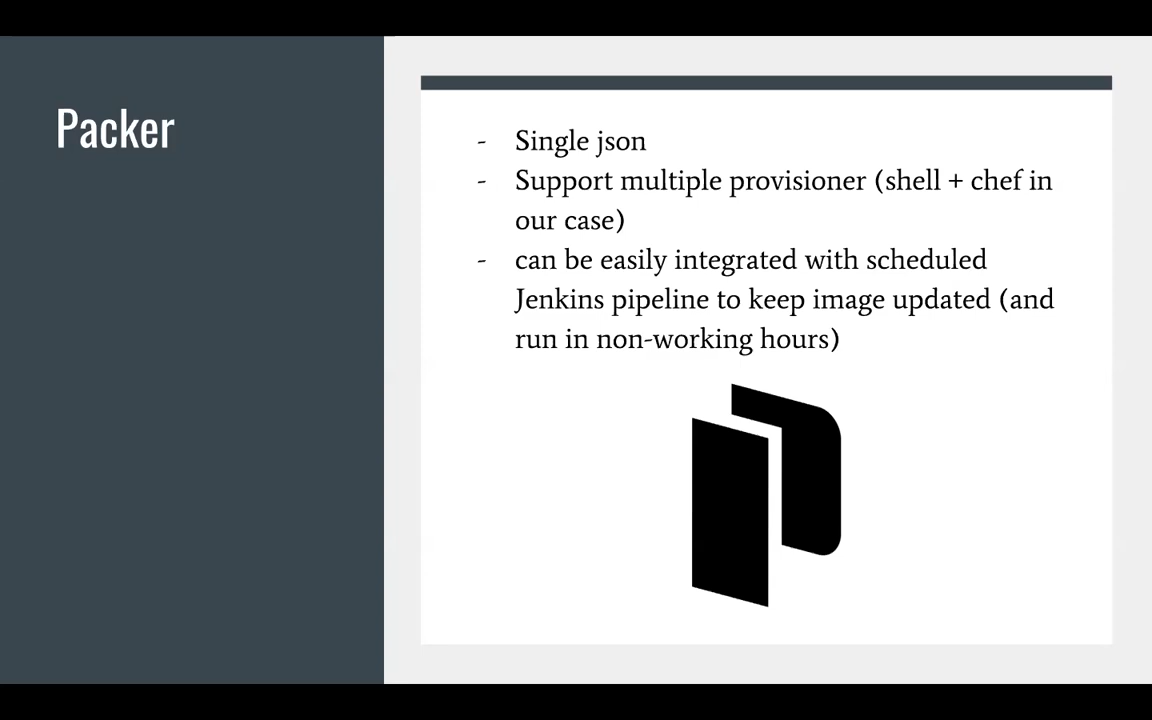 Packer
- Single json
- Support multiple provisioner (shell + chef in
our case)
- can be easily integrated with scheduled
Jenkins pipeline to keep image updated (and
run in non-working hours)